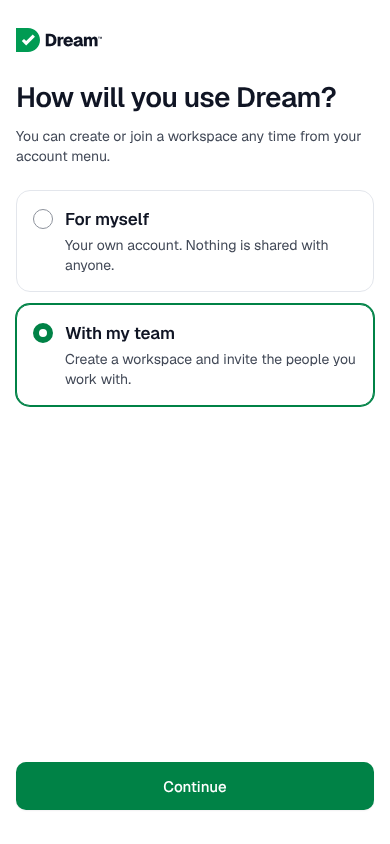 Dream™
How will you use Dream?
You can create or join a workspace any time from your
account menu.
For myself
Your own account. Nothing is shared with
anyone.
With my team
Create a workspace and invite the people you
work with.
Continue